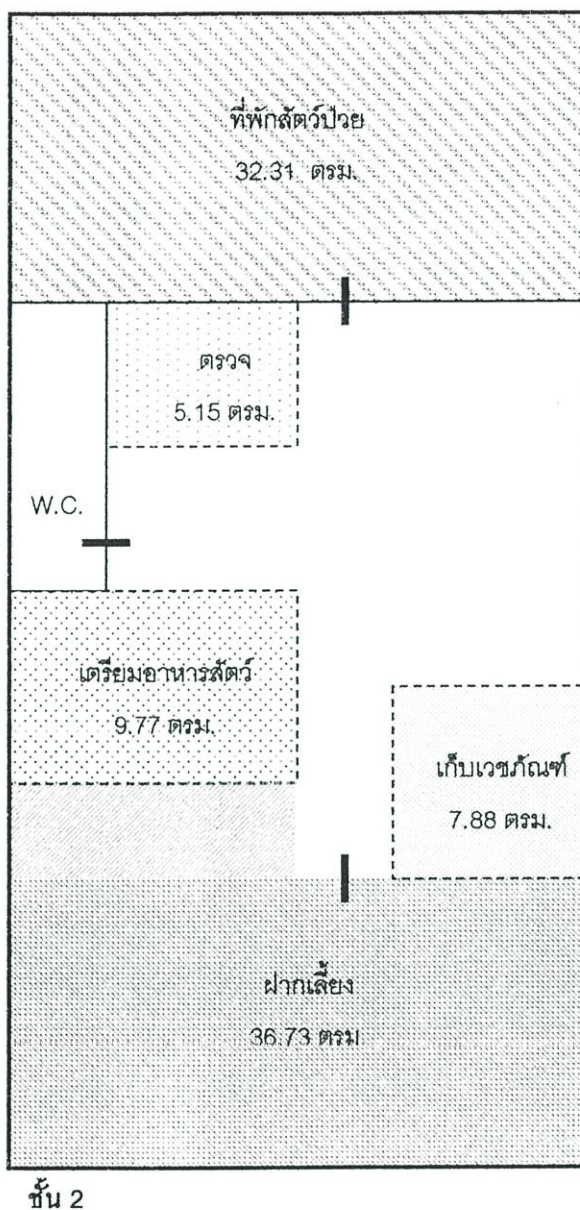 ที่พักสัตว์ป่วย
32.31 ตรม.
ตรวจ
5.15 ตรม.
W.C.
เตรียมอาหารสัตว์
9.77 ตรม.
เก็บเวชภัณฑ์
7.88 ตรม.
ฝากเลี้ยง
36.73 ตรม
ชั้น 2